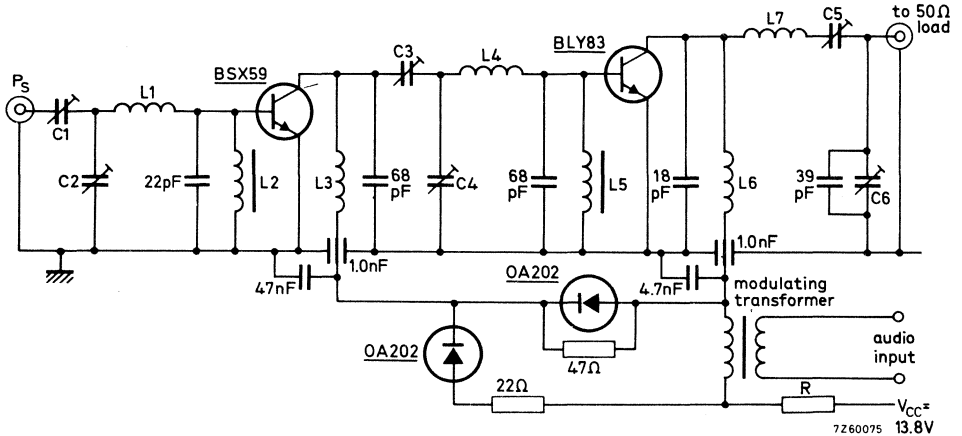 to 50Ω
load
C5
L7
BLY83
C3
L4
BSX59
PS
L1
C1
C2
22pF
L2
L3
68
pF
C4
68
pF
L5
18
pF
L6
39
pF
C6
1.0nF
1.0nF
47nF
OA202
4.7nF
modulating
transformer
OA202
47Ω
audio
input
22Ω
R
VCC=
13.8V
7Z60075